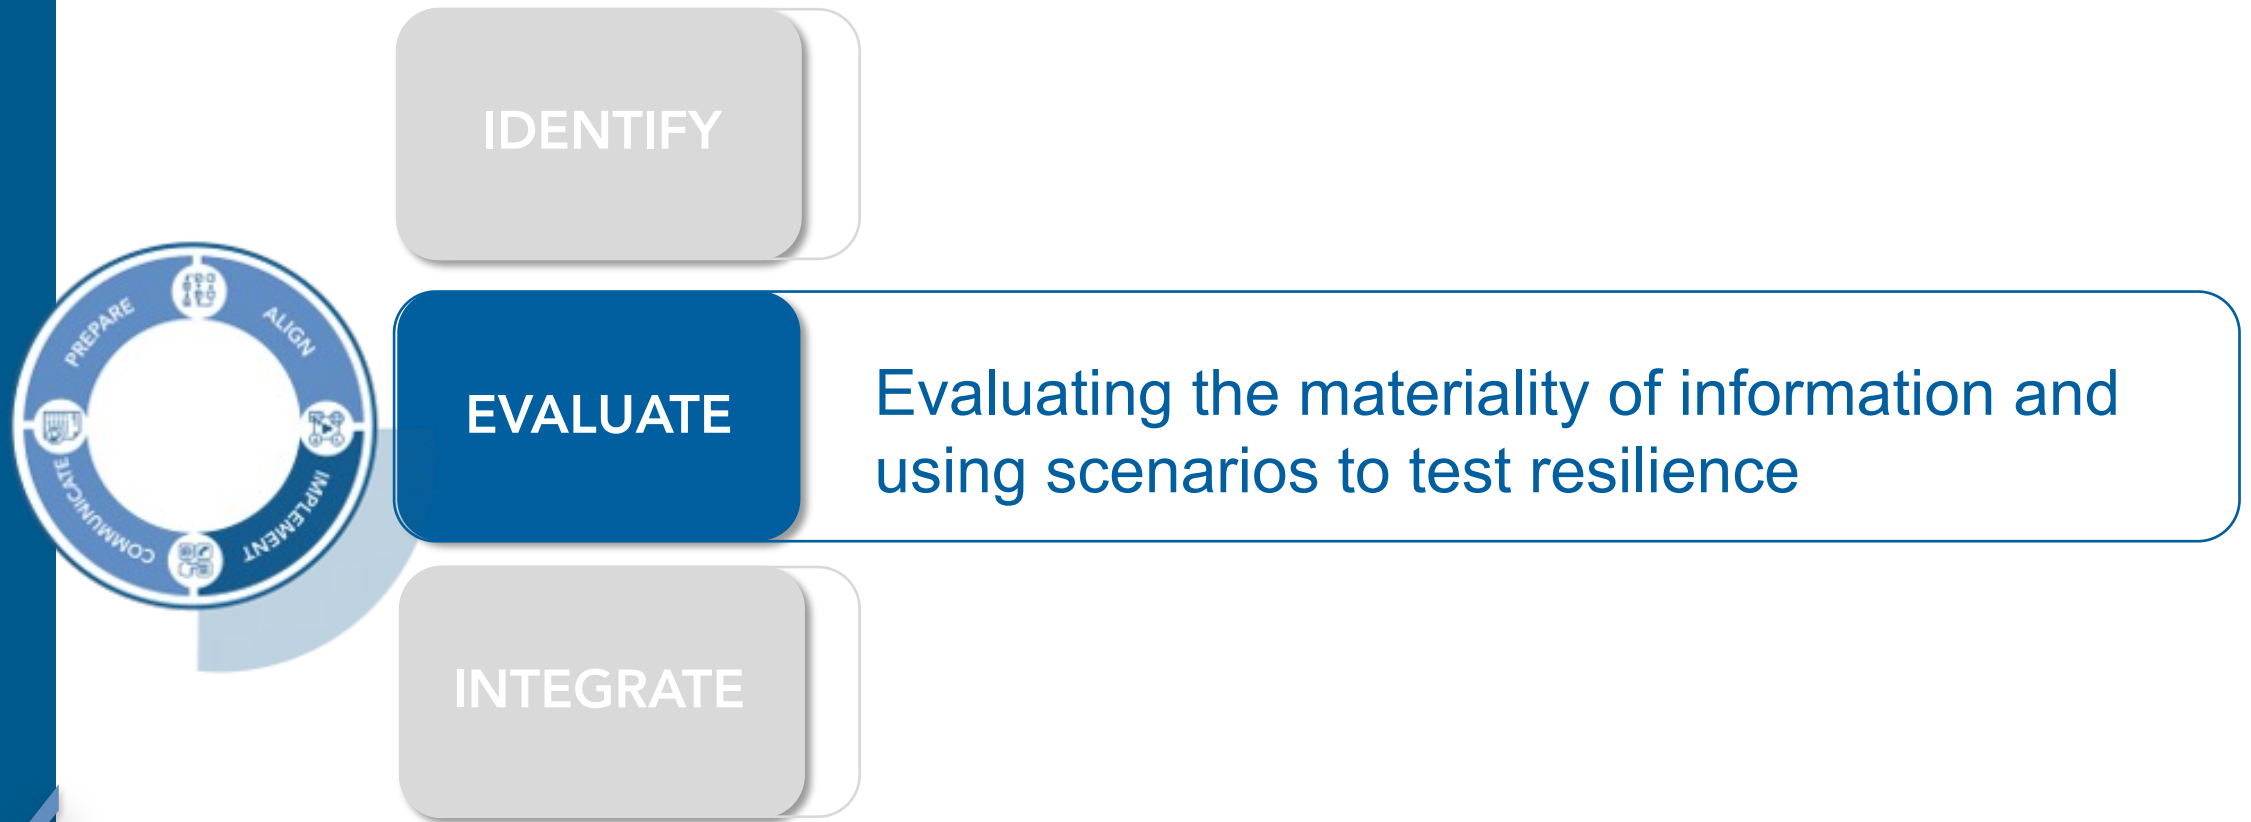 IDENTIFY
PREPARE
ALIGN
IMPLEMENT
COMMUNICATE
EVALUATE
Evaluating the materiality of information and
using scenarios to test resilience
INTEGRATE